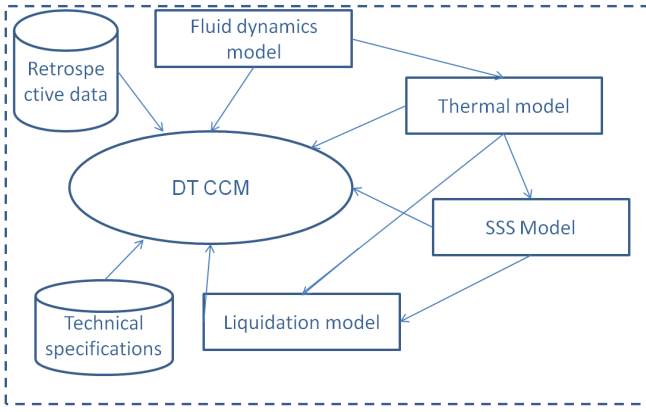 Fluid dynamics
model
Retrospe
ctive data
Thermal model
DT CCM
SSS Model
Technical
specifications
Liquidation model